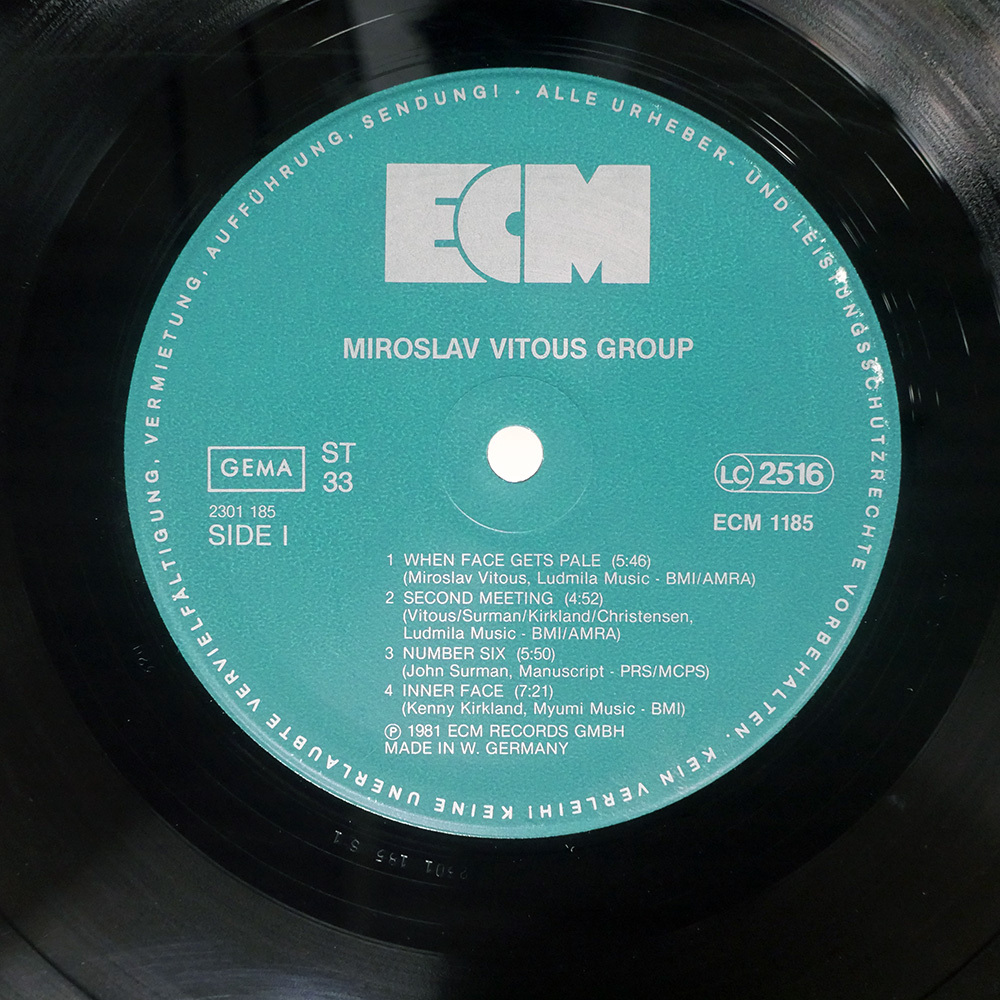 ALLE URHEBER- UND LEISTUNGSSCHUTZRECHTE VORBEHALTEN. KEIN VERLEIH! KEINE UNERLAUBTE VERVIELFÄLTIGUNG, VERMIETUNG, AUFFÜHRUNG, SENDUNG! ·
ECM
MIROSLAV VITOUS GROUP
GEMA
ST
33
2301 185
SIDE I
LC 2516
ECM 1185
1 WHEN FACE GETS PALE (5:46)
(Miroslav Vitous, Ludmila Music - BMI/AMRA)
2 SECOND MEETING (4:52)
(Vitous/Surman/Kirkland/Christensen,
Ludmila Music - BMI/AMRA)
3 NUMBER SIX (5:50)
(John Surman, Manuscript - PRS/MCPS)
4 INNER FACE (7:21)
(Kenny Kirkland, Myumi Music - BMI)
Ⓟ 1981 ECM RECORDS GMBH
MADE IN W. GERMANY
2301 185 S 1